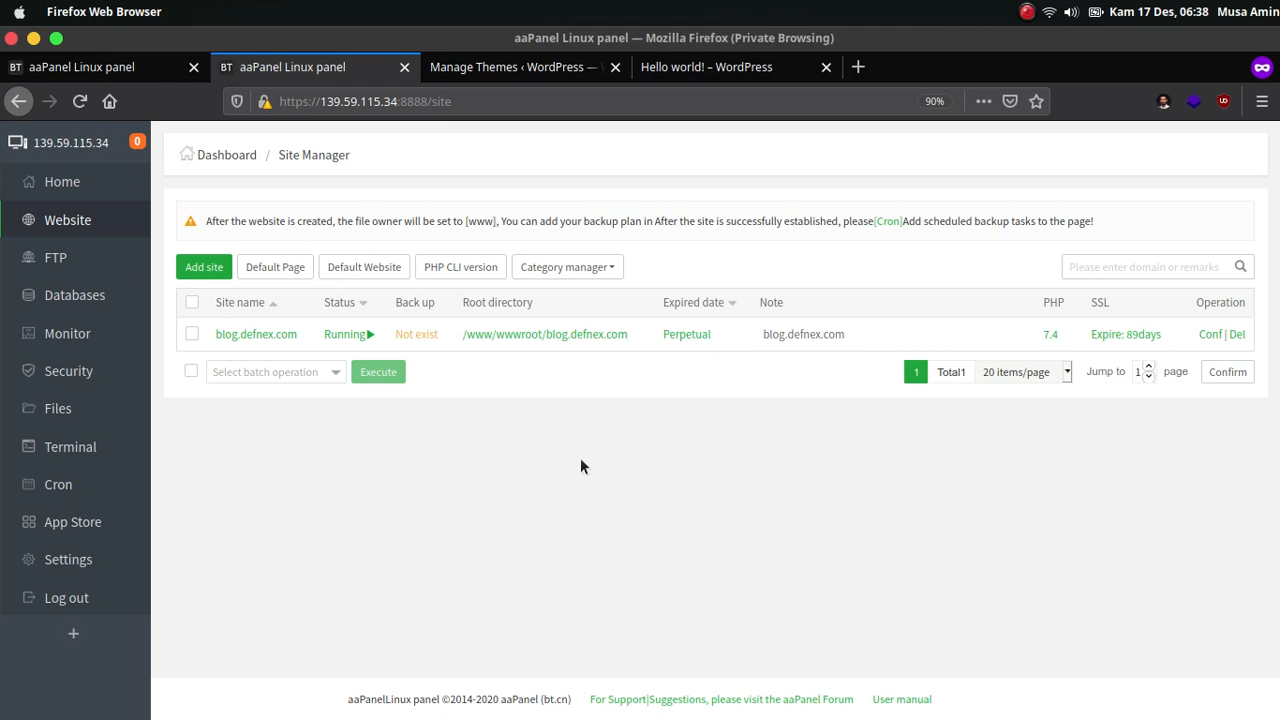 Firefox Web Browser
Kam 17 Des, 06:38 Musa Amin
aaPanel Linux panel — Mozilla Firefox (Private Browsing)
BT aaPanel Linux panel
BT aaPanel Linux panel
Manage Themes ‹ WordPress —
Hello world! – WordPress
https://139.59.115.34:8888/site
90%
139.59.115.34
0
Home
Website
FTP
Databases
Monitor
Security
Files
Terminal
Cron
App Store
Settings
Log out
Dashboard / Site Manager
After the website is created, the file owner will be set to [www], You can add your backup plan in After the site is successfully established, please[Cron]Add scheduled backup tasks to the page!
Add site
Default Page
Default Website
PHP CLI version
Category manager
Please enter domain or remarks
Site name Status Back up Root directory Expired date Note PHP SSL Operation
blog.defnex.com Running Not exist /www/wwwroot/blog.defnex.com Perpetual blog.defnex.com 7.4 Expire: 89days Conf | Del
Select batch operation Execute 1 Total1 20 items/page Jump to 1 page Confirm
aaPanelLinux panel ©2014-2020 aaPanel (bt.cn) For Support|Suggestions, please visit the aaPanel Forum User manual